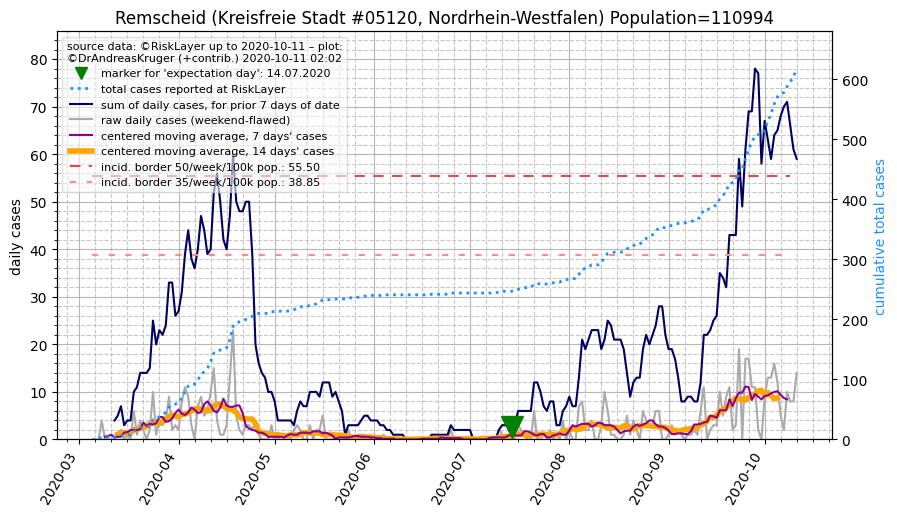 Remscheid (Kreisfreie Stadt #05120, Nordrhein-Westfalen) Population=110994
source data: ©RiskLayer up to 2020-10-11 – plot:
©DrAndreasKruger (+contrib.) 2020-10-11 02:02
marker for 'expectation day': 14.07.2020
total cases reported at RiskLayer
sum of daily cases, for prior 7 days of date
raw daily cases (weekend-flawed)
centered moving average, 7 days' cases
centered moving average, 14 days' cases
incid. border 50/week/100k pop.: 55.50
incid. border 35/week/100k pop.: 38.85
daily cases
80
70
60
50
40
30
20
10
0
600
500
400
300
200
100
0
cumulative total cases
2020-03
2020-04
2020-05
2020-06
2020-07
2020-08
2020-09
2020-10